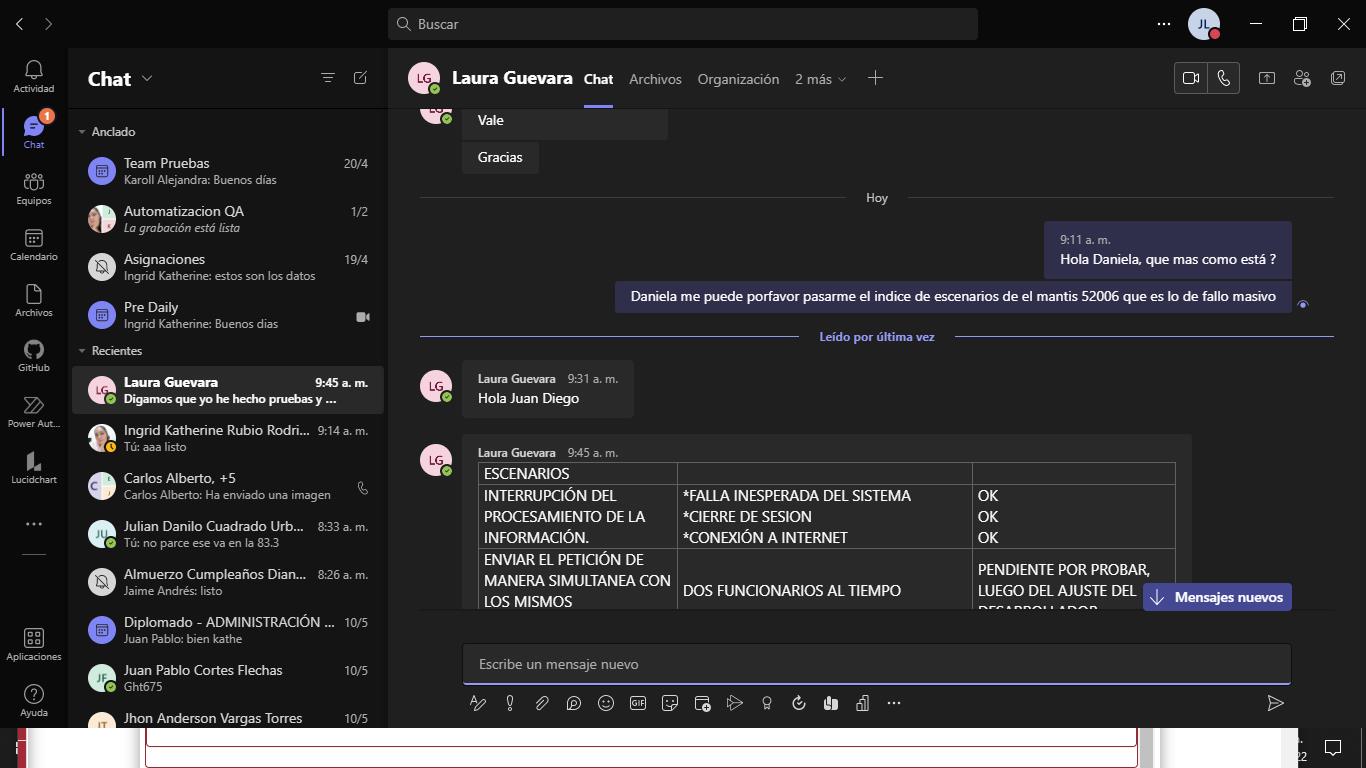 Buscar
JL
Actividad
1
Chat
Equipos
Calendario
Archivos
GitHub
Power Aut...
Lucidchart
Aplicaciones
Ayuda
Chat
Anclado
Team Pruebas 20/4
Karoll Alejandra: Buenos días
Automatizacion QA 1/2
La grabación está lista
Asignaciones 19/4
Ingrid Katherine: estos son los datos
Pre Daily
Ingrid Katherine: Buenos dias
Recientes
LG
Laura Guevara 9:45 a. m.
Digamos que yo he hecho pruebas y ...
Ingrid Katherine Rubio Rodri... 9:14 a. m.
Tú: aaa listo
Carlos Alberto, +5
Carlos Alberto: Ha enviado una imagen
JU
Julian Danilo Cuadrado Urb... 8:33 a. m.
Tú: no parce ese va en la 83.3
Almuerzo Cumpleaños Dian... 8:26 a. m.
Jaime Andrés: listo
Diplomado - ADMINISTRACIÓN ... 10/5
Juan Pablo: bien kathe
JF
Juan Pablo Cortes Flechas 10/5
Ght675
JT
Jhon Anderson Vargas Torres 10/5
LG Laura Guevara Chat Archivos Organización 2 más
LG
Vale
Gracias
Hoy
9:11 a. m.
Hola Daniela, que mas como está ?
Daniela me puede porfavor pasarme el indice de escenarios de el mantis 52006 que es lo de fallo masivo
Leído por última vez
LG
Laura Guevara 9:31 a. m.
Hola Juan Diego
LG
Laura Guevara 9:45 a. m.
ESCENARIOS
INTERRUPCIÓN DEL
PROCESAMIENTO DE LA
INFORMACIÓN.
*FALLA INESPERADA DEL SISTEMA
*CIERRE DE SESION
*CONEXIÓN A INTERNET
OK
OK
OK
ENVIAR EL PETICIÓN DE
MANERA SIMULTANEA CON
LOS MISMOS
DOS FUNCIONARIOS AL TIEMPO
PENDIENTE POR PROBAR,
LUEGO DEL AJUSTE DEL
DESARROLLADOR
Mensajes nuevos
Escribe un mensaje nuevo
GIF
22